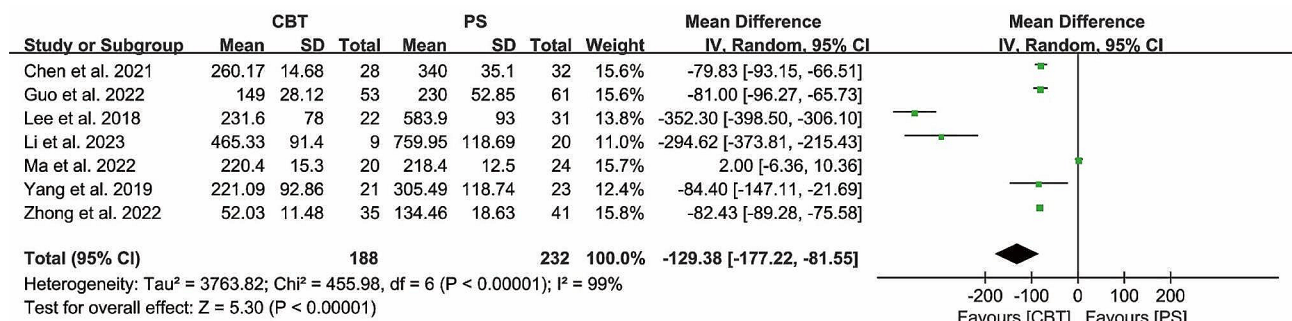 CBT PS Mean Difference Mean Difference
Study or Subgroup Mean SD Total Mean SD Total Weight IV, Random, 95% CI IV, Random, 95% CI
Chen et al. 2021 260.17 14.68 28 340 35.1 32 15.6% -79.83 [-93.15, -66.51]
Guo et al. 2022 149 28.12 53 230 52.85 61 15.6% -81.00 [-96.27, -65.73]
Lee et al. 2018 231.6 78 22 583.9 93 31 13.8% -352.30 [-398.50, -306.10]
Li et al. 2023 465.33 91.4 9 759.95 118.69 20 11.0% -294.62 [-373.81, -215.43]
Ma et al. 2022 220.4 15.3 20 218.4 12.5 24 15.7% 2.00 [-6.36, 10.36]
Yang et al. 2019 221.09 92.86 21 305.49 118.74 23 12.4% -84.40 [-147.11, -21.69]
Zhong et al. 2022 52.03 11.48 35 134.46 18.63 41 15.8% -82.43 [-89.28, -75.58]
Total (95% CI) 188 232 100.0% -129.38 [-177.22, -81.55]
Heterogeneity: Tau² = 3763.82; Chi² = 455.98, df = 6 (P < 0.00001); I² = 99%
Test for overall effect: Z = 5.30 (P < 0.00001)
-200 -100 0 100 200
Favours [CBT] Favours [PS]